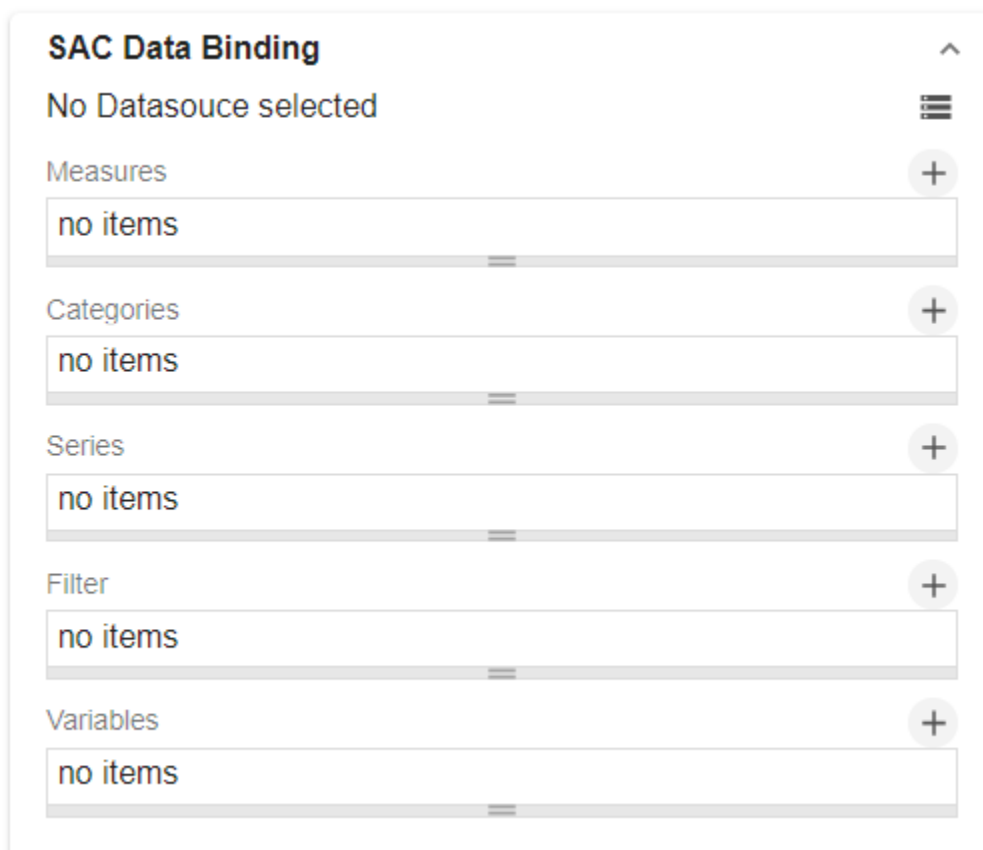 SAC Data Binding
No Datasouce selected
Measures
no items
Categories
no items
Series
no items
Filter
no items
Variables
no items